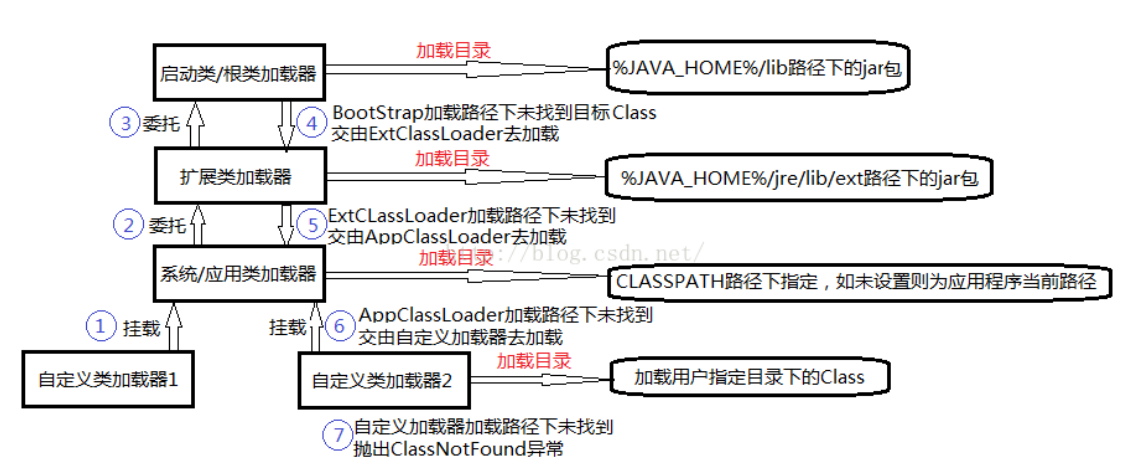 加载目录
启动类/根类加载器
%JAVA_HOME%/lib路径下的jar包
③ 委托
④ BootStrap加载路径下未找到目标Class
交由ExtClassLoader去加载
加载目录
扩展类加载器
%JAVA_HOME%/jre/lib/ext路径下的jar包
② 委托
⑤ ExtCLassLoader加载路径下未找到
交由AppClassLoader去加载
//blog.csdn.net/
加载目录
系统/应用类加载器
CLASSPATH路径下指定，如未设置则为应用程序当前路径
① 挂载
挂载
⑥ AppClassLoader加载路径下未找到
交由自定义加载器去加载
加载目录
自定义类加载器1
自定义类加载器2
加载用户指定目录下的Class
⑦ 自定义加载器加载路径下未找到
抛出ClassNotFound异常